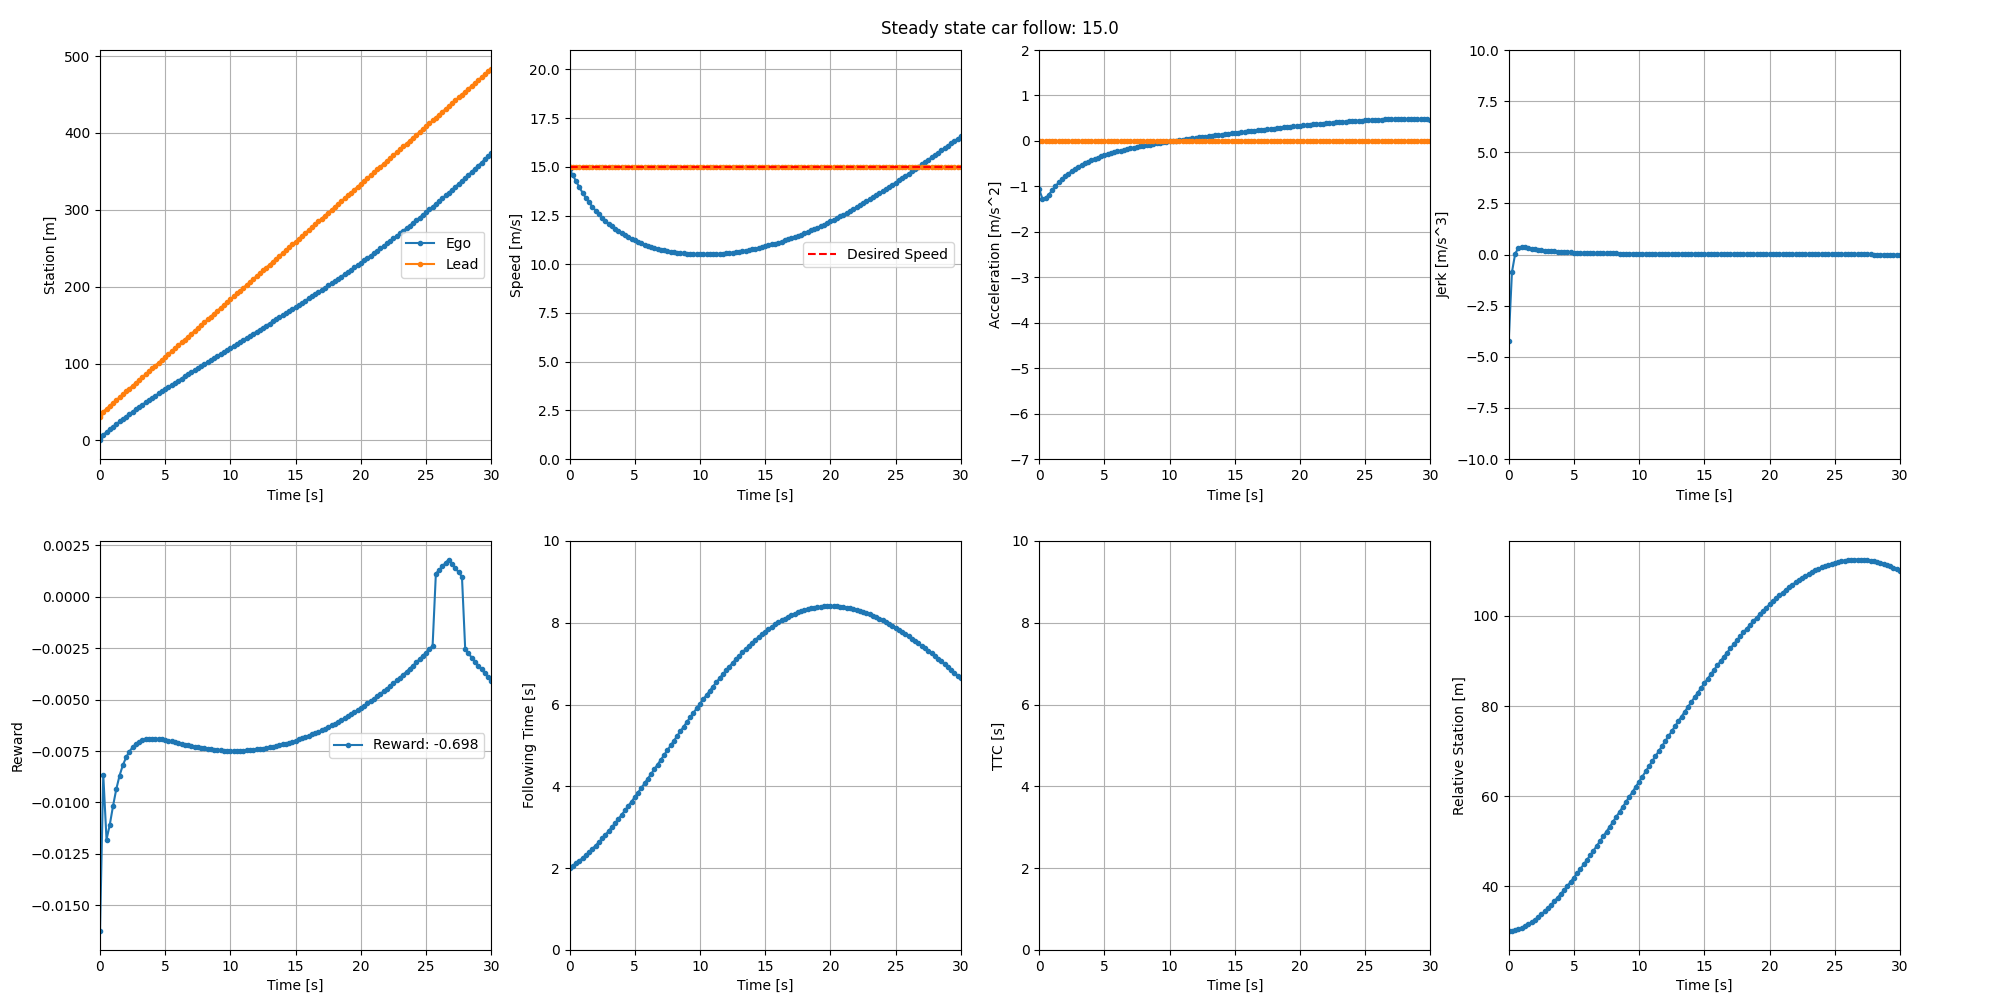 Steady state car follow: 15.0
500
400
300
200
100
0
Station [m]
Ego
Lead
0 5 10 15 20 25 30
Time [s]
20.0
17.5
15.0
12.5
10.0
7.5
5.0
2.5
0.0
Speed [m/s]
Desired Speed
0 5 10 15 20 25 30
Time [s]
2
1
0
−1
−2
−3
−4
−5
−6
−7
Acceleration [m/s^2]
0 5 10 15 20 25 30
Time [s]
10.0
7.5
5.0
2.5
0.0
−2.5
−5.0
−7.5
−10.0
Jerk [m/s^3]
0 5 10 15 20 25 30
Time [s]
0.0025
0.0000
−0.0025
−0.0050
−0.0075
−0.0100
−0.0125
−0.0150
Reward
Reward: -0.698
0 5 10 15 20 25 30
Time [s]
10
8
6
4
2
0
Following Time [s]
0 5 10 15 20 25 30
Time [s]
10
8
6
4
2
0
TTC [s]
0 5 10 15 20 25 30
Time [s]
100
80
60
40
Relative Station [m]
0 5 10 15 20 25 30
Time [s]